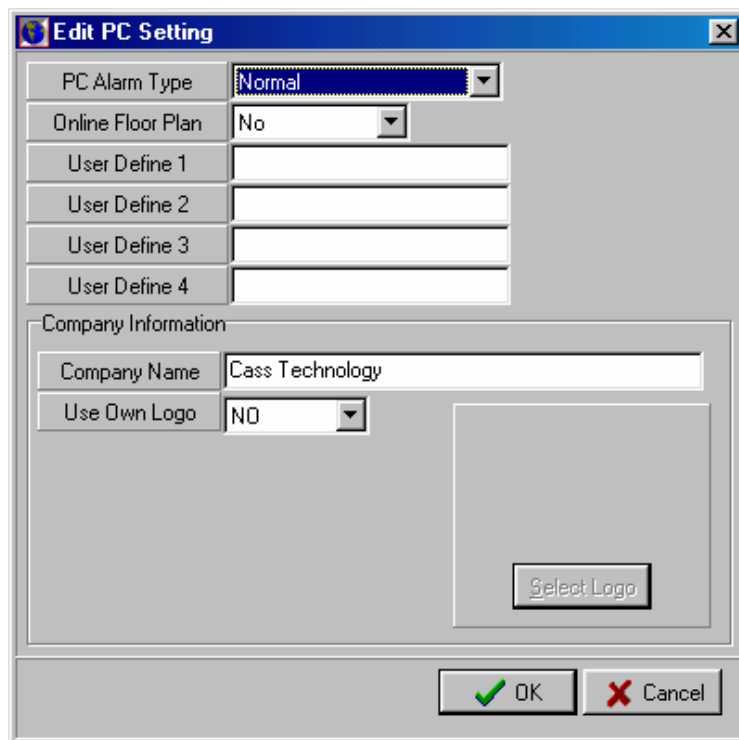 Edit PC Setting
PC Alarm Type Normal
Online Floor Plan No
User Define 1
User Define 2
User Define 3
User Define 4
Company Information
Company Name Cass Technology
Use Own Logo NO
Select Logo
OK Cancel